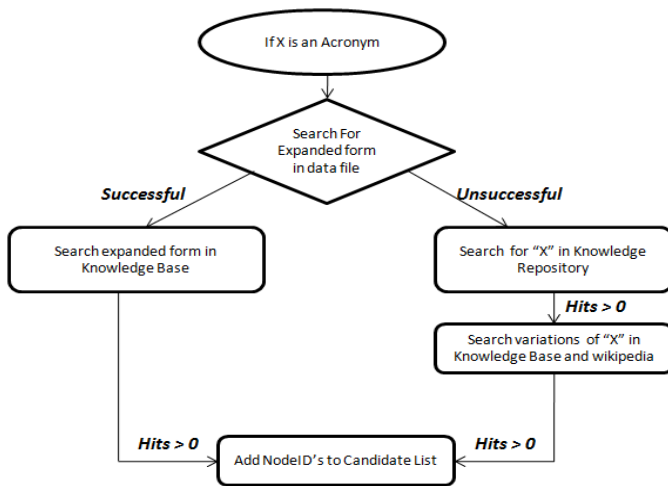 If X is an Acronym
Search For
Expanded form
in data file
Successful
Unsuccessful
Search expanded form in
Knowledge Base
Search for “X” in Knowledge
Repository
Hits > 0
Search variations of “X” in
Knowledge Base and wikipedia
Hits > 0
Hits > 0
Add NodeID's to Candidate List